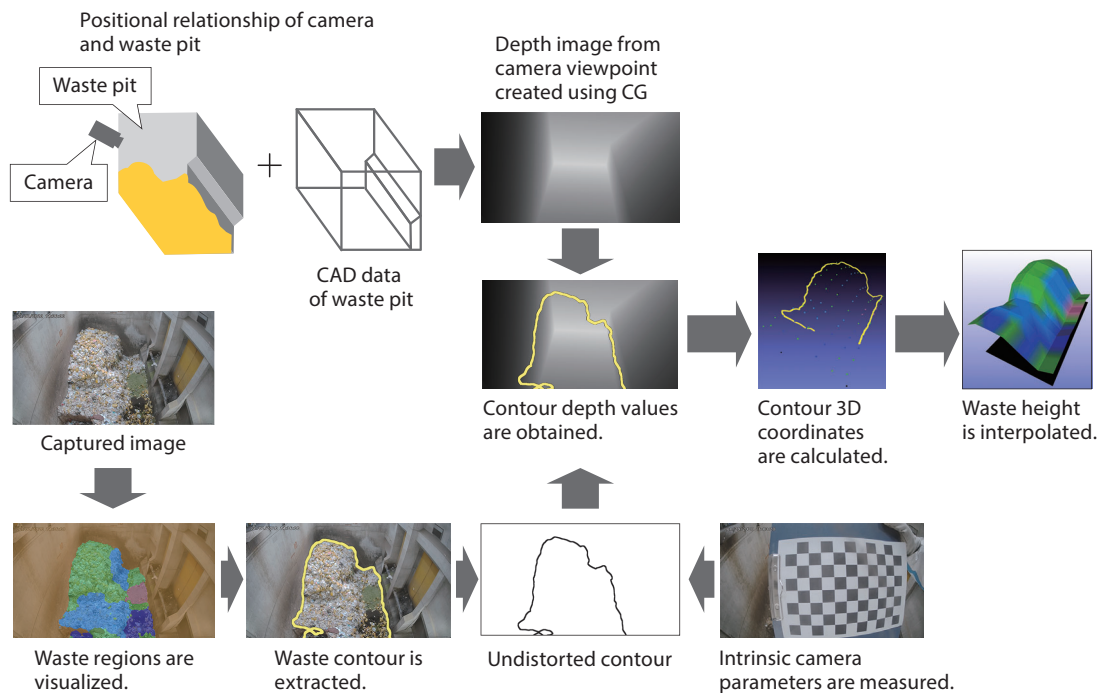 Positional relationship of camera
and waste pit
Waste pit
Camera
CAD data
of waste pit
Depth image from
camera viewpoint
created using CG
Captured image
Contour depth values
are obtained.
Contour 3D
coordinates
are calculated.
Waste height
is interpolated.
Waste regions are
visualized.
Waste contour is
extracted.
Undistorted contour
Intrinsic camera
parameters are measured.